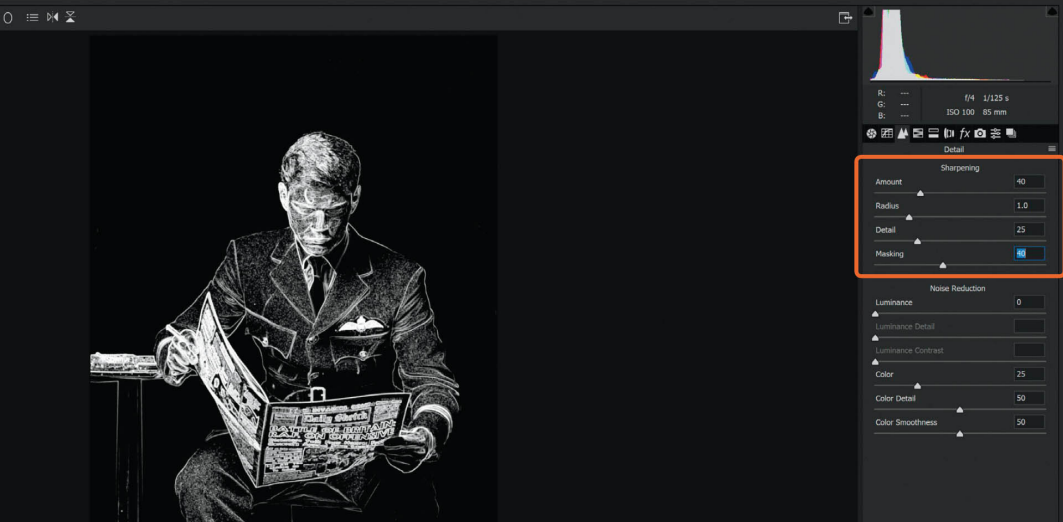 R: ---
G: ---
B: ---
f/4 1/125 s
ISO 100 85 mm
fx
Detail
Sharpening
Amount 40
Radius 1.0
Detail 25
Masking 40
Noise Reduction
Luminance 0
Luminance Detail
Luminance Contrast
Color 25
Color Detail 50
Color Smoothness 50
Daily Sketch
BATTLE OF BRITAIN:
R.A.F. ON OFFENSIVE